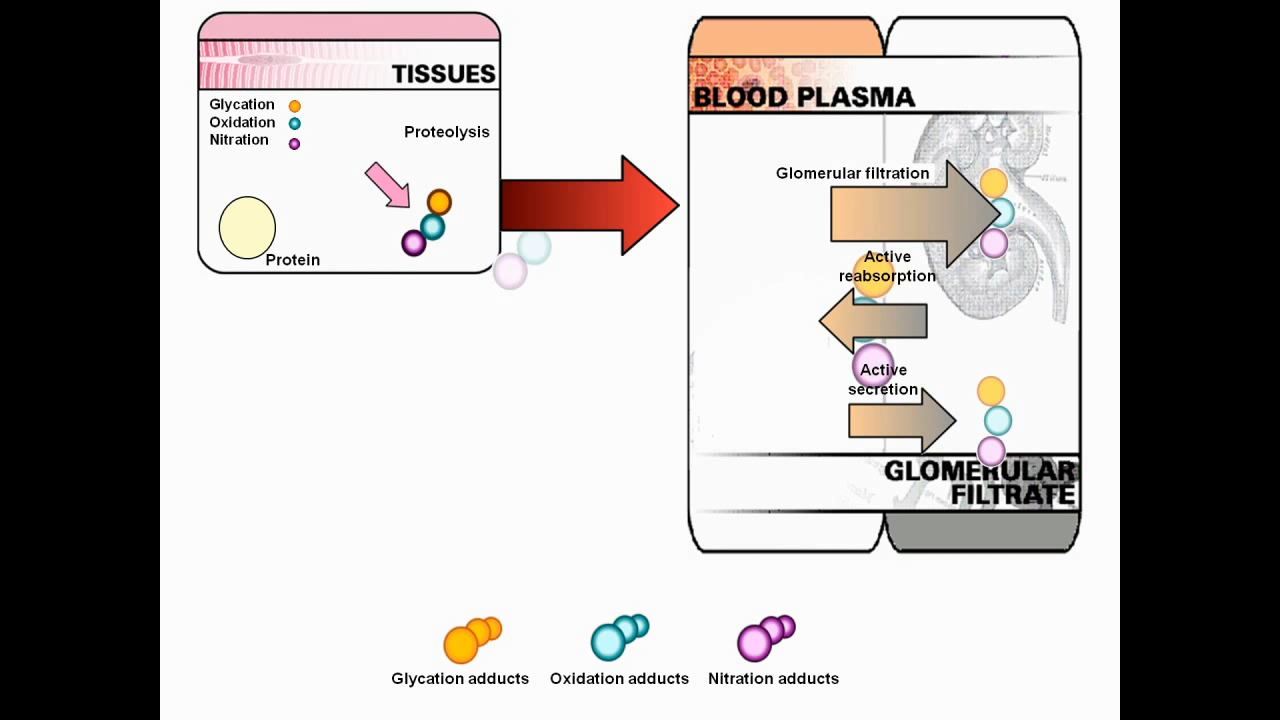 TISSUES
Glycation
Oxidation
Nitration
Proteolysis
Protein
BLOOD PLASMA
Glomerular filtration
Active
reabsorption
Active
secretion
GLOMERULAR
FILTRATE
Glycation adducts
Oxidation adducts
Nitration adducts